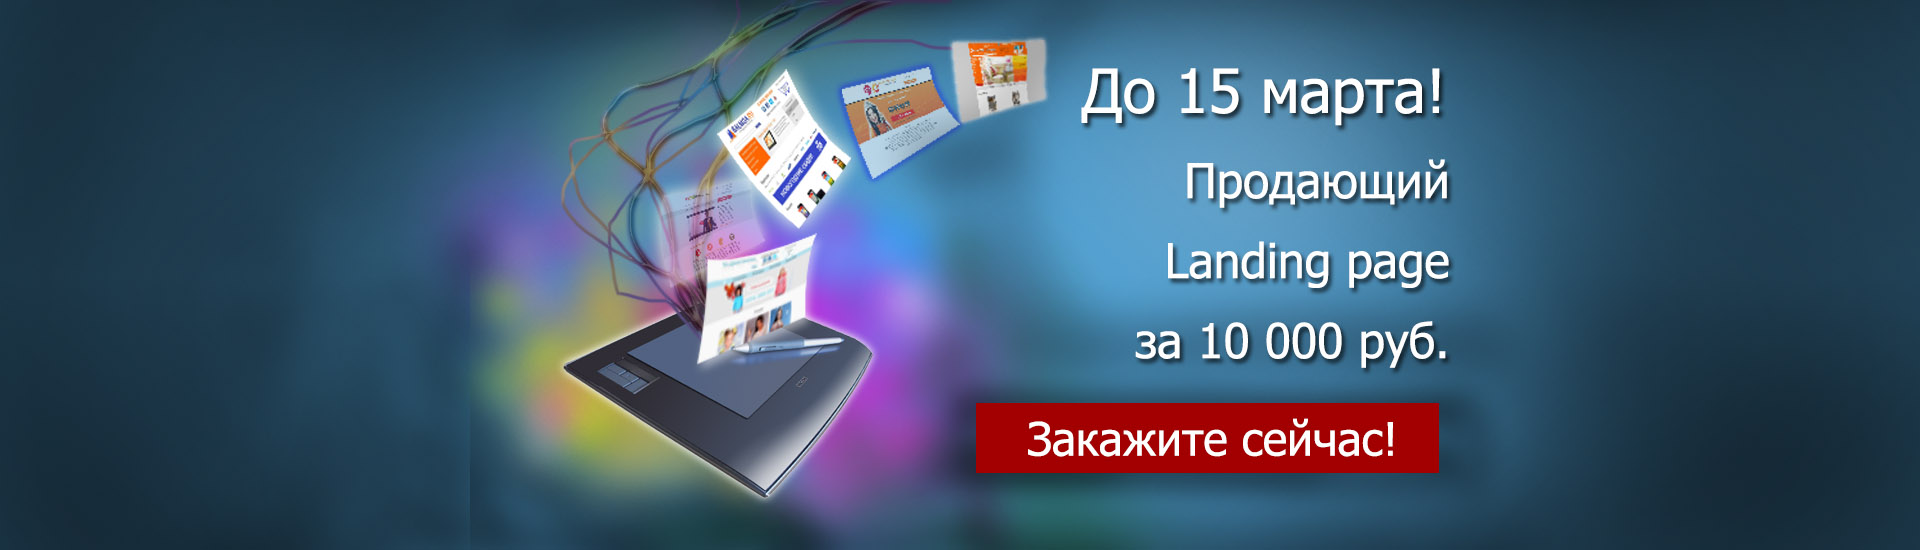 До 15 марта!
Продающий
Landing page
за 10 000 руб.
Закажите сейчас!